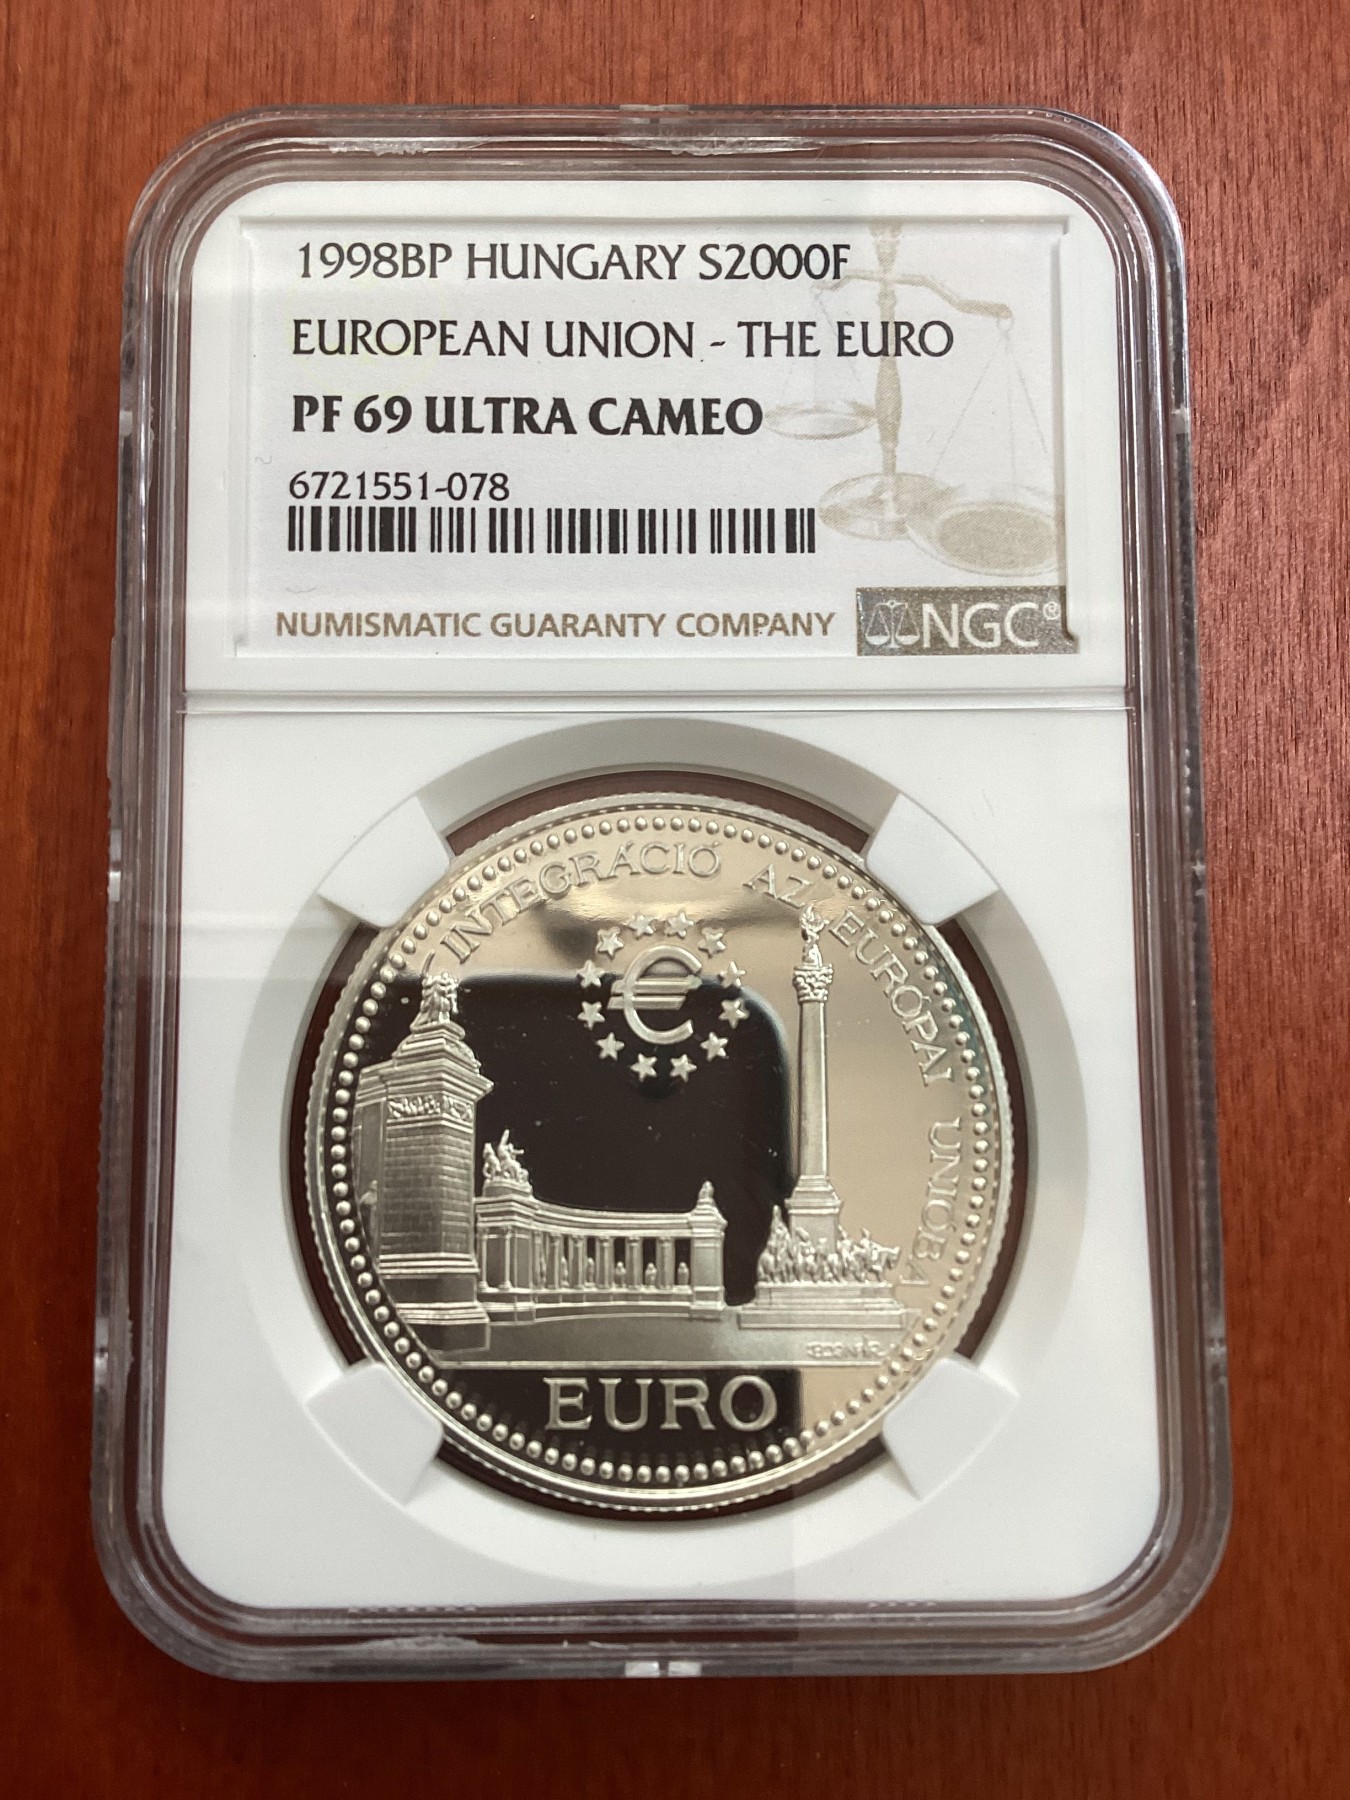 1998BP HUNGARY S2000F
EUROPEAN UNION - THE EURO
PF 69 ULTRA CAMEO
6721551-078
NUMISMATIC GUARANTY COMPANY
NGC®
INTEGRÁCIÓ AZ EURÓPAI UNIÓBA
€
BOGNÁR
EURO